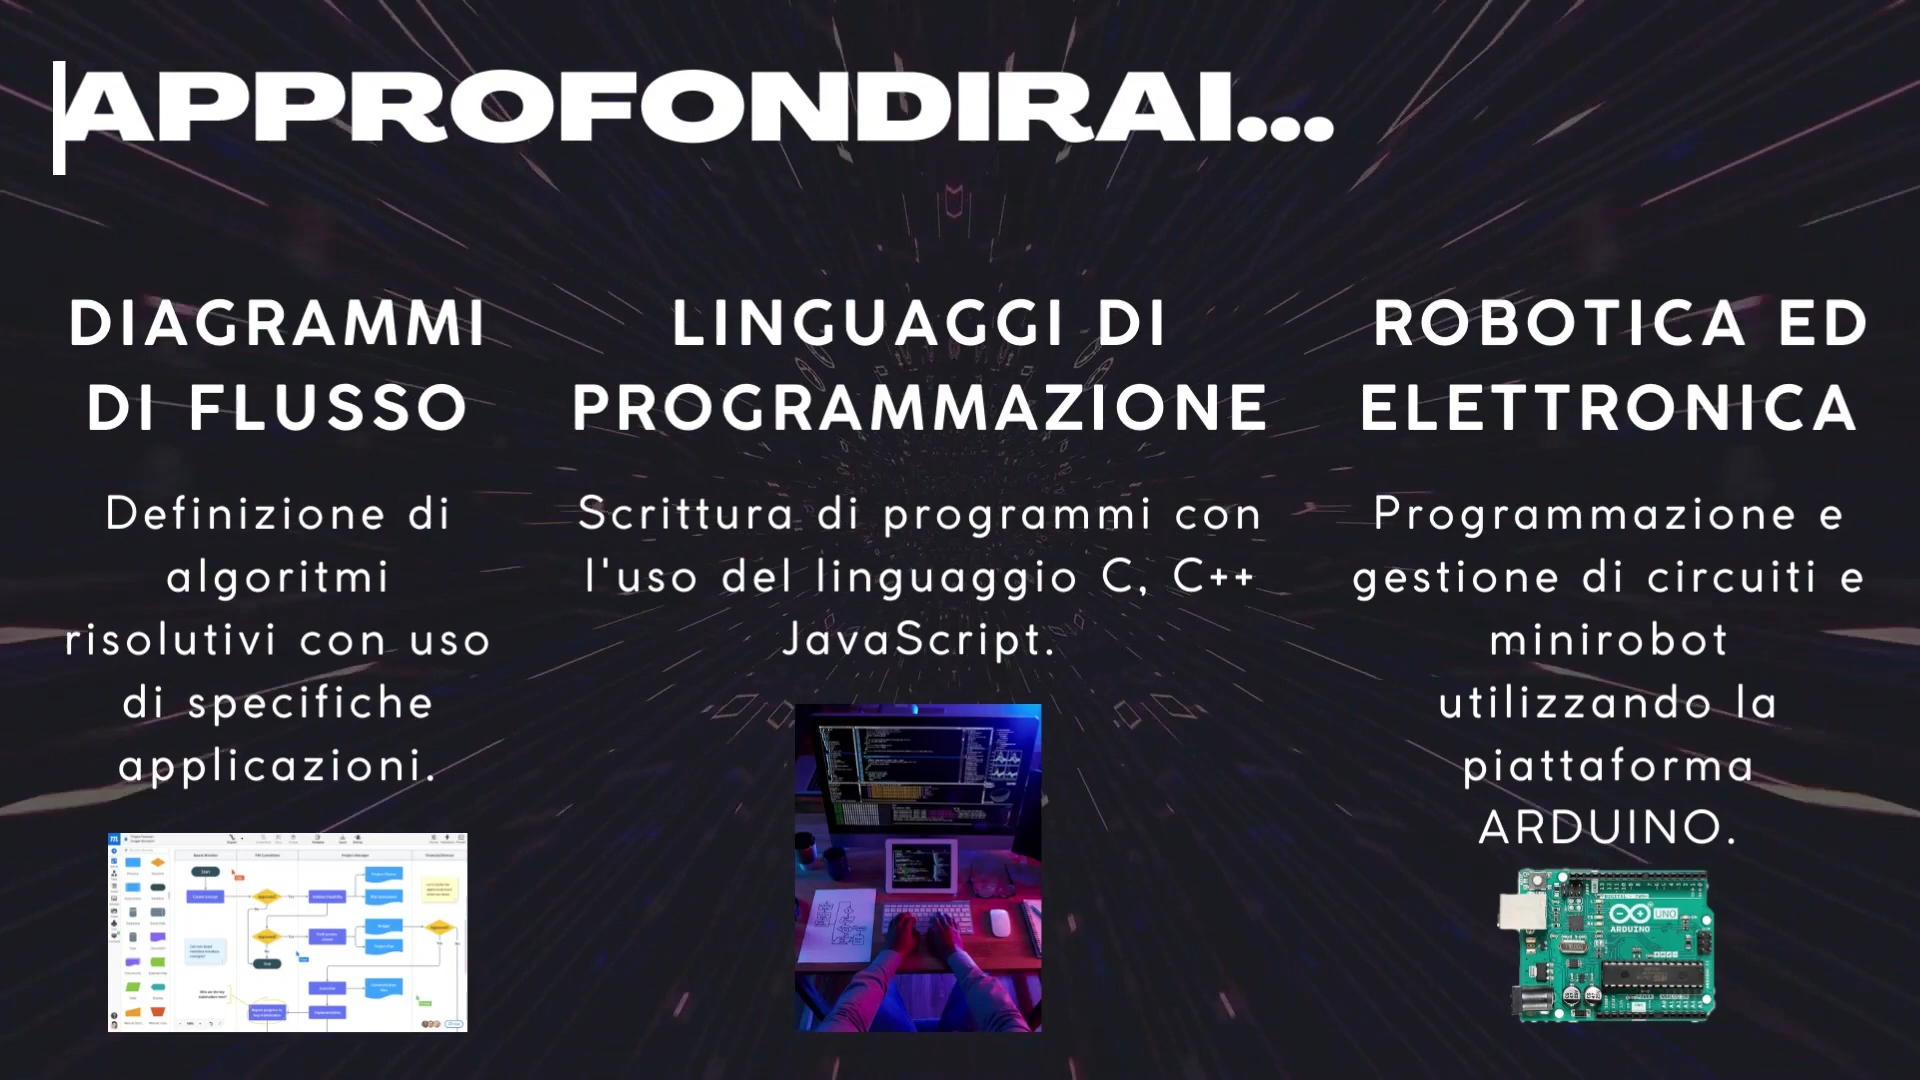 APPROFONDIRAI...
DIAGRAMMI
DI FLUSSO
Definizione di
algoritmi
risolutivi con uso
di specifiche
applicazioni.
LINGUAGGI DI
PROGRAMMAZIONE
Scrittura di programmi con
l'uso del linguaggio C, C++
JavaScript.
ROBOTICA ED
ELETTRONICA
Programmazione e
gestione di circuiti e
minirobot
utilizzando la
piattaforma
ARDUINO.
UNO
ARDUINO